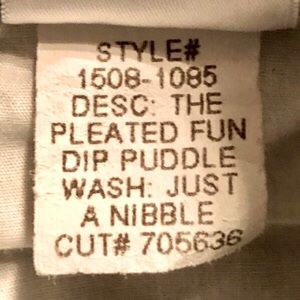 STYLE#
1508-1085
DESC: THE
PLEATED FUN
DIP PUDDLE
WASH: JUST
A NIBBLE
CUT# 705636